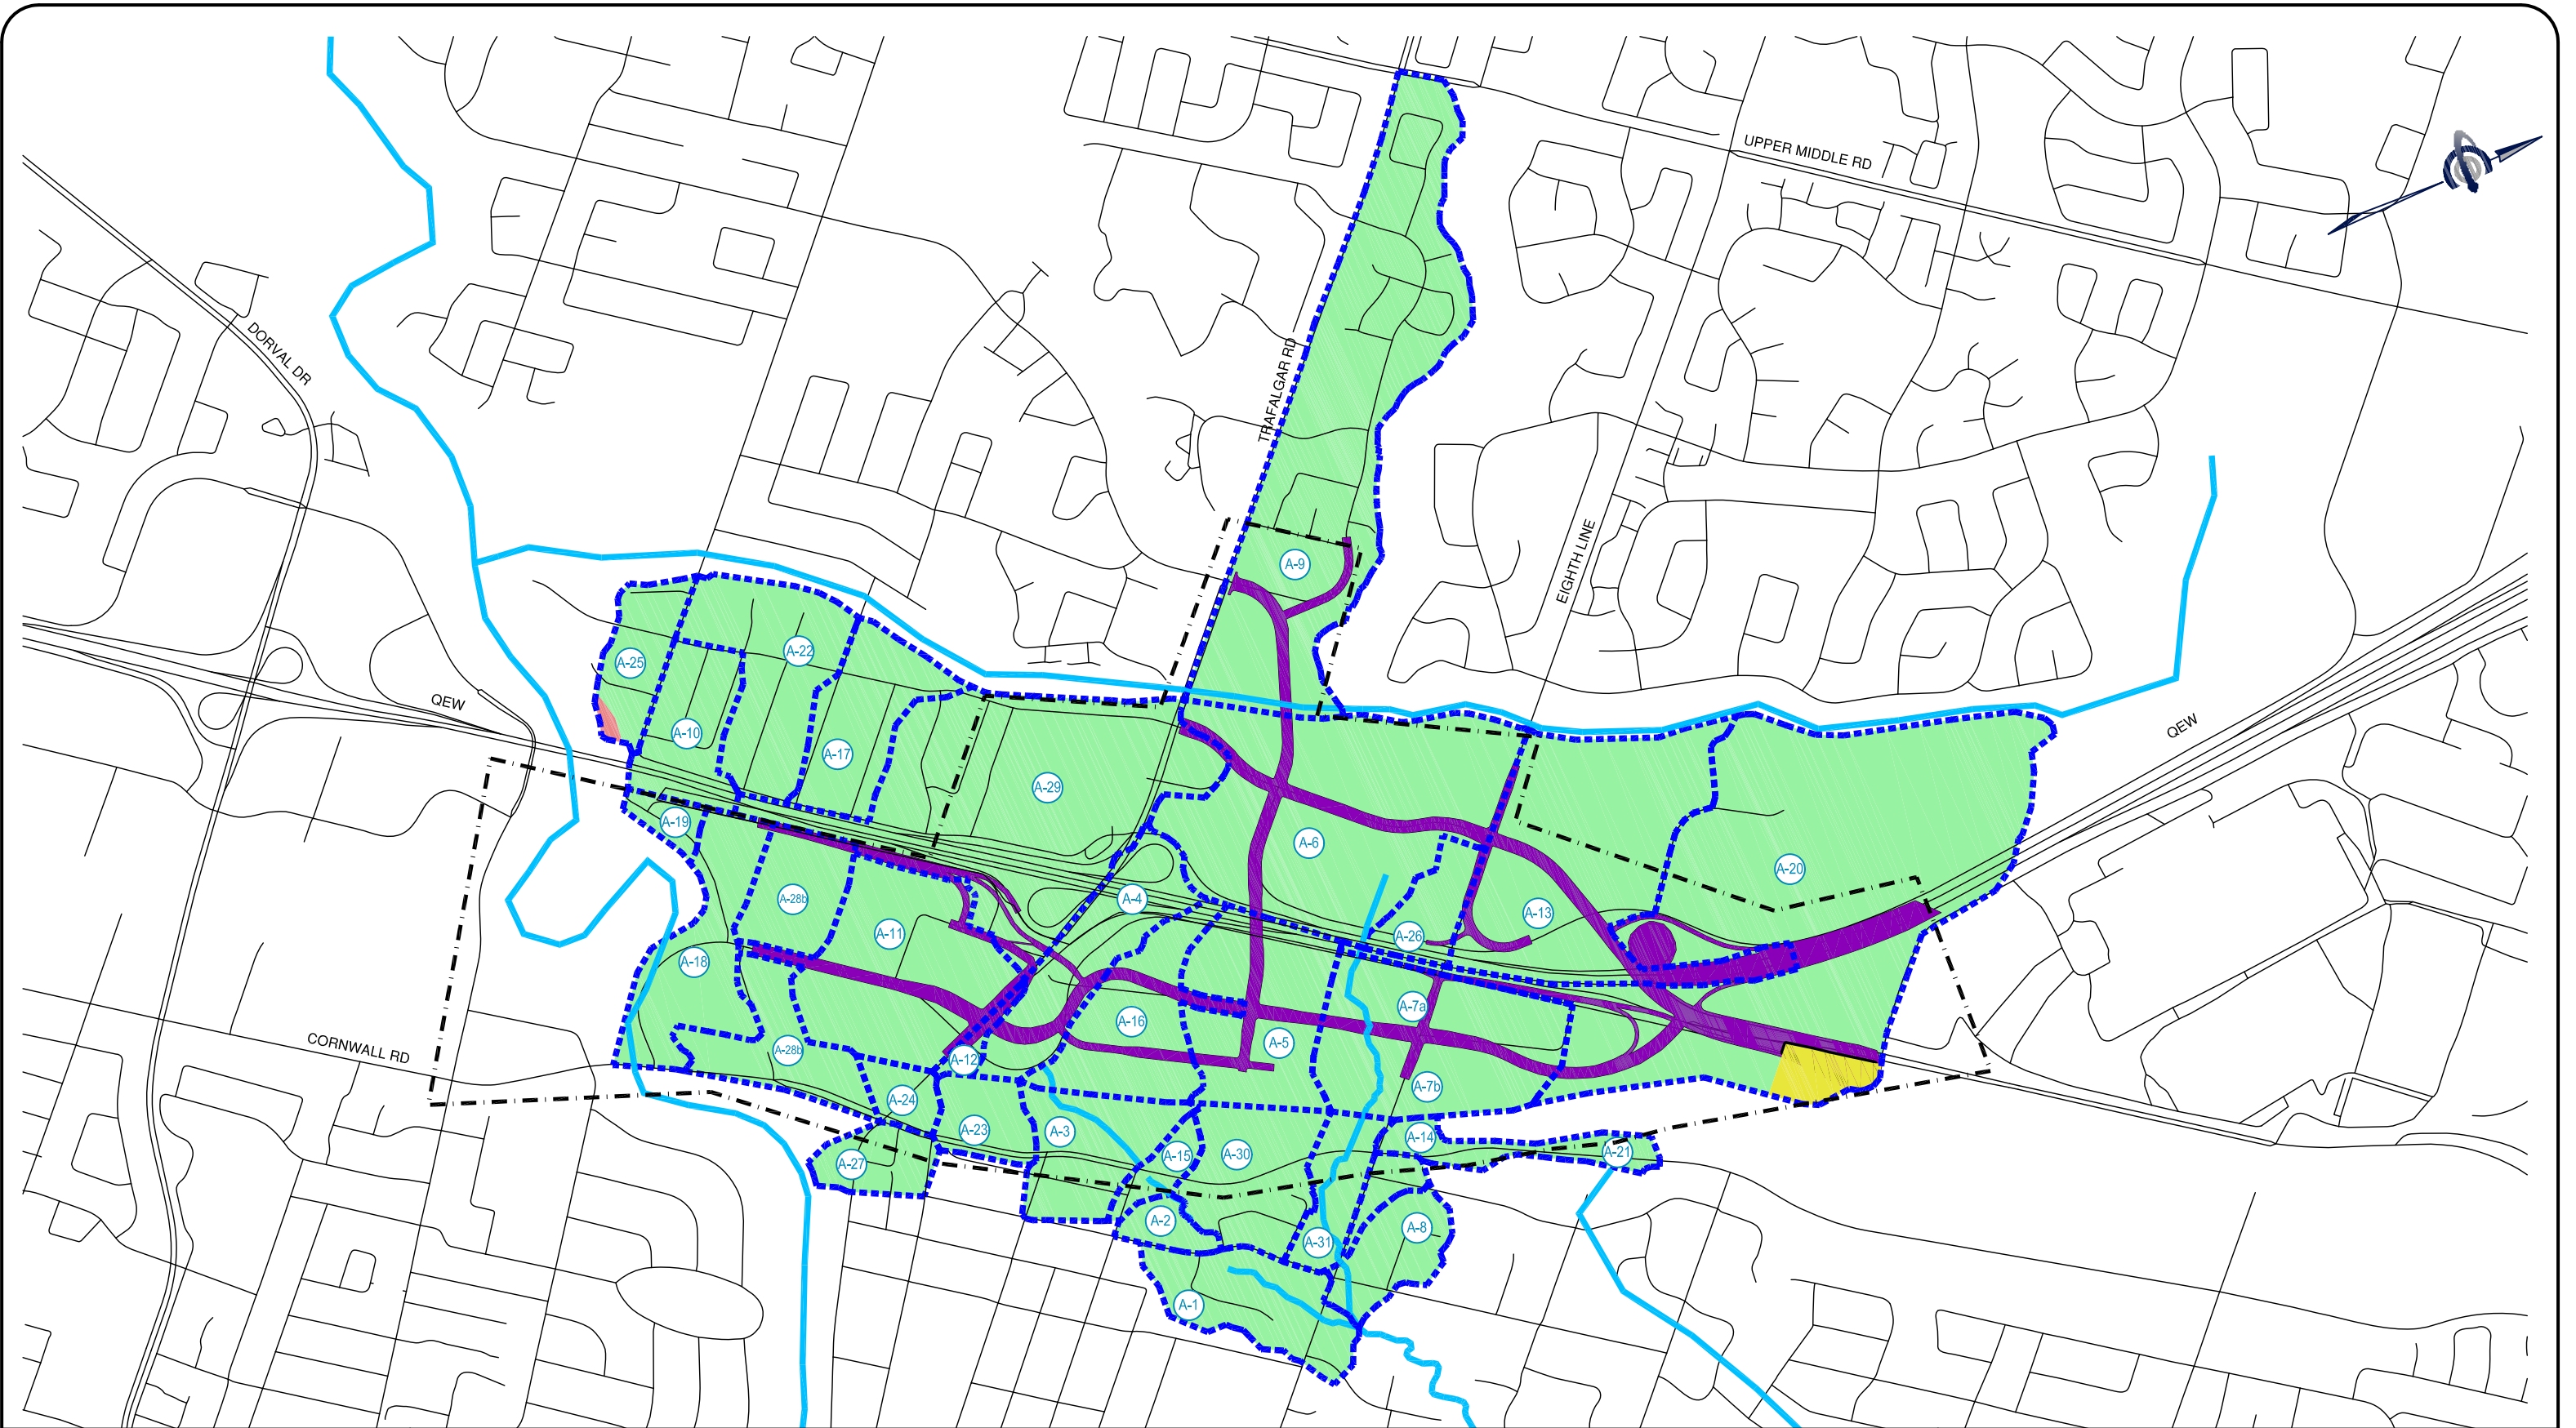 UPPER MIDDLE RD
DORVAL DR
TRAFALGAR RD
EIGHTH LINE
A-9
A-22
A-25
QEW
QEW
A-10
A-17
A-29
A-19
A-6
A-20
A-28b
A-4
A-13
A-11
A-26
A-18
A-7a
A-16
A-5
CORNWALL RD
A-28b
A-12
A-7b
A-24
A-23
A-3
A-14
A-15
A-30
A-21
A-27
A-2
A-8
A-31
A-1